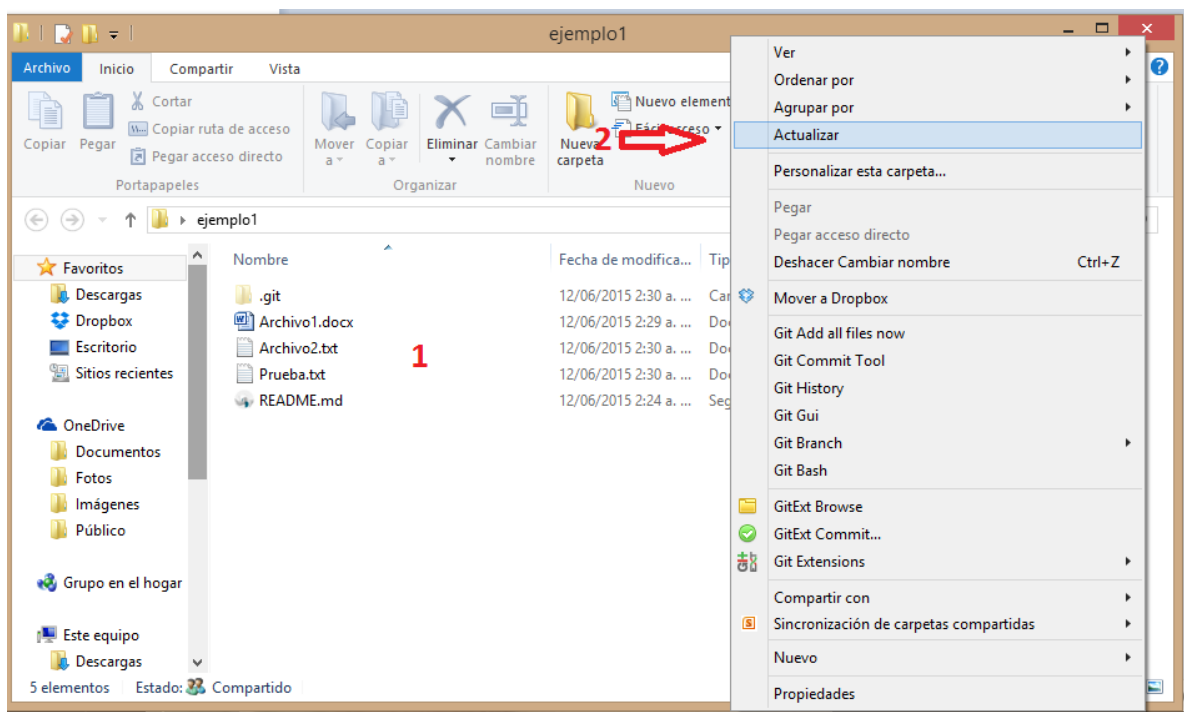 ejemplo1
Archivo Inicio Compartir Vista
Copiar
Pegar
Cortar
Copiar ruta de acceso
Pegar acceso directo
Portapapeles
Mover a
Copiar a
Eliminar
Cambiar nombre
Organizar
Nueva carpeta
Nuevo element
Nuevo
2
ejemplo1
Favoritos
Descargas
Dropbox
Escritorio
Sitios recientes
OneDrive
Documentos
Fotos
Imágenes
Público
Grupo en el hogar
Este equipo
Descargas
Nombre Fecha de modifica... Tip
.git 12/06/2015 2:30 a. ... Car
Archivo1.docx 12/06/2015 2:29 a. ... Do
Archivo2.txt 12/06/2015 2:30 a. ... Do
Prueba.txt 12/06/2015 2:30 a. ... Do
README.md 12/06/2015 2:24 a. ... Seg
1
5 elementos Estado: Compartido
Ver
Ordenar por
Agrupar por
Actualizar
Personalizar esta carpeta...
Pegar
Pegar acceso directo
Deshacer Cambiar nombre Ctrl+Z
Mover a Dropbox
Git Add all files now
Git Commit Tool
Git History
Git Gui
Git Branch
Git Bash
GitExt Browse
GitExt Commit...
Git Extensions
Compartir con
Sincronización de carpetas compartidas
Nuevo
Propiedades